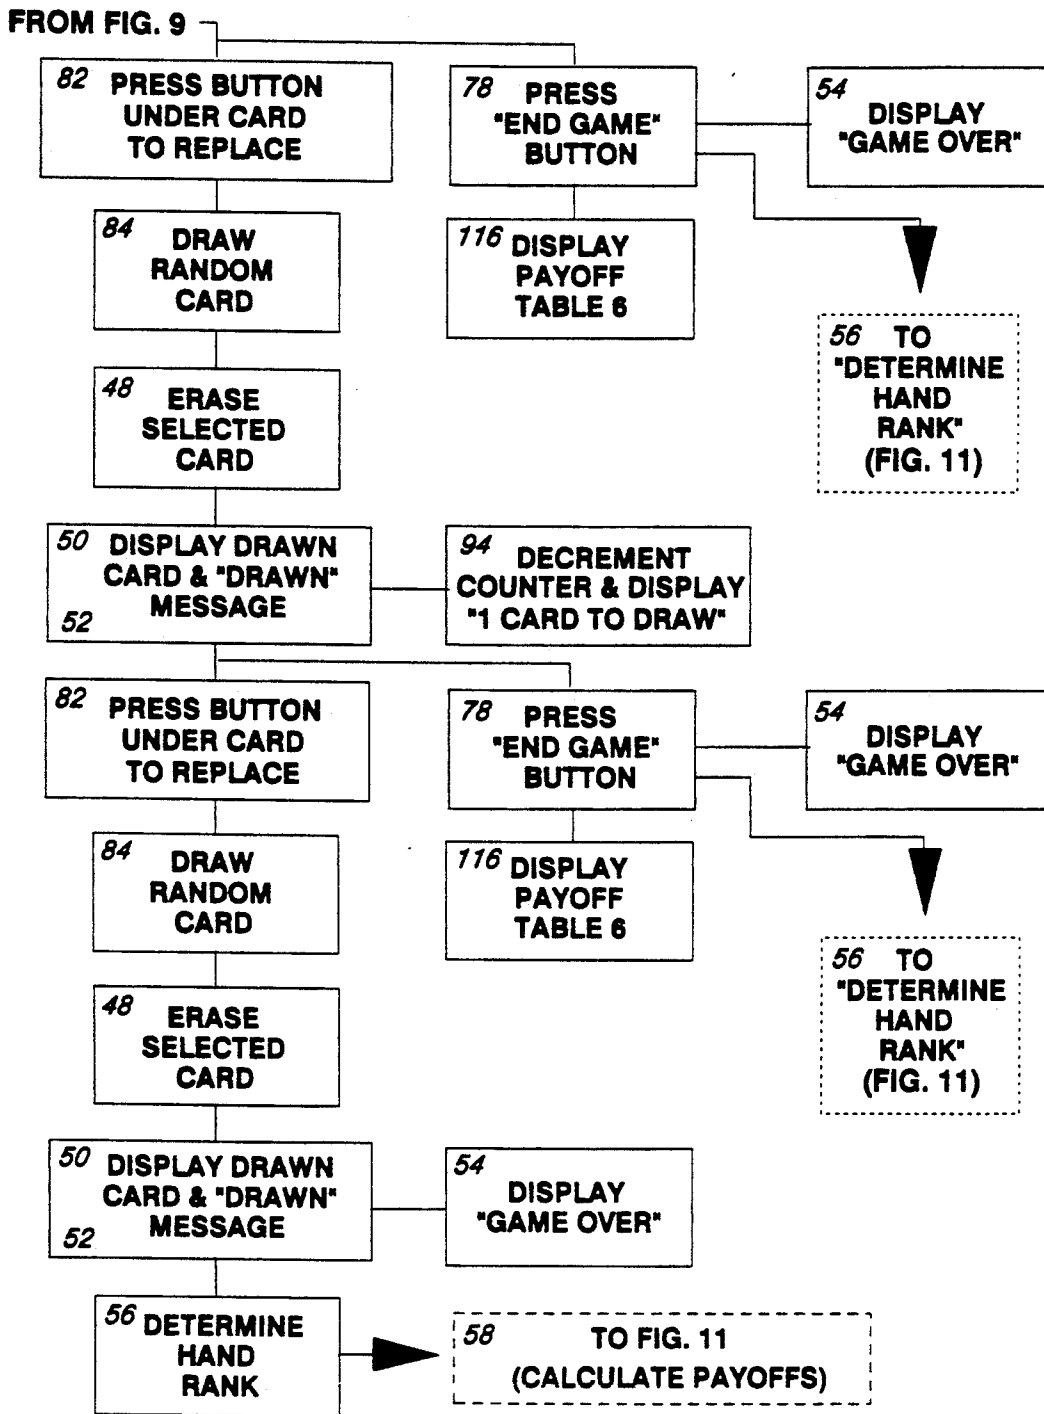 FROM FIG. 9
82 PRESS BUTTON
UNDER CARD
TO REPLACE
78 PRESS
"END GAME"
BUTTON
54
DISPLAY
"GAME OVER"
84
DRAW
RANDOM
CARD
116 DISPLAY
PAYOFF
TABLE 6
56 TO
"DETERMINE
HAND
RANK"
(FIG. 11)
48
ERASE
SELECTED
CARD
50 DISPLAY DRAWN
CARD & "DRAWN"
MESSAGE
52
94
DECREMENT
COUNTER & DISPLAY
"1 CARD TO DRAW"
82
PRESS BUTTON
UNDER CARD
TO REPLACE
78 PRESS
"END GAME"
BUTTON
54
DISPLAY
"GAME OVER"
84
DRAW
RANDOM
CARD
116 DISPLAY
PAYOFF
TABLE 6
56 TO
"DETERMINE
HAND
RANK"
(FIG. 11)
48
ERASE
SELECTED
CARD
50 DISPLAY DRAWN
CARD & "DRAWN"
MESSAGE
52
54
DISPLAY
"GAME OVER"
56 DETERMINE
HAND
RANK
58 TO FIG. 11
(CALCULATE PAYOFFS)